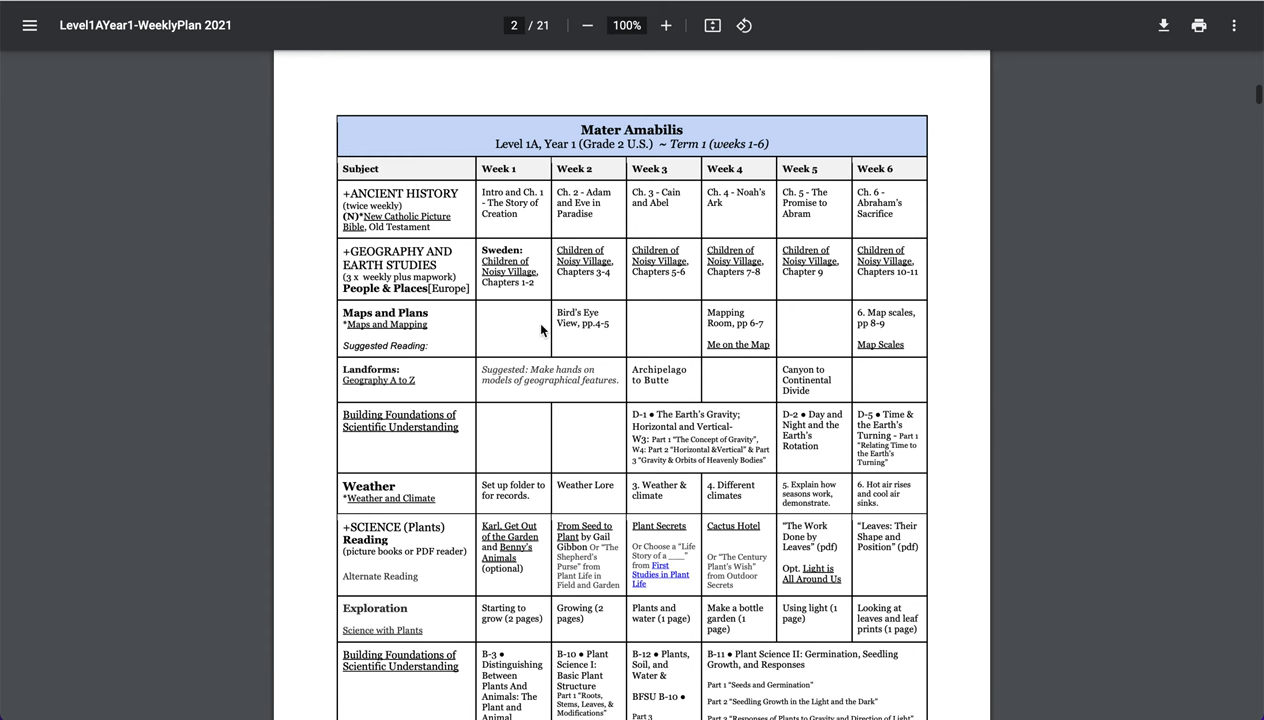 Level1AYear1-WeeklyPlan 2021
2 / 21
100%
Mater Amabilis
Level 1A, Year 1 (Grade 2 U.S.) ~ Term 1 (weeks 1-6)
Subject
Week 1
Week 2
Week 3
Week 4
Week 5
Week 6
+ANCIENT HISTORY
(twice weekly)
(N)*New Catholic Picture
Bible, Old Testament
Intro and Ch. 1
- The Story of
Creation
Ch. 2 - Adam
and Eve in
Paradise
Ch. 3 - Cain
and Abel
Ch. 4 - Noah's
Ark
Ch. 5 - The
Promise to
Abram
Ch. 6 -
Abraham's
Sacrifice
+GEOGRAPHY AND
EARTH STUDIES
(3 x weekly plus mapwork)
People & Places[Europe]
Sweden:
Children of
Noisy Village,
Chapters 1-2
Children of
Noisy Village,
Chapters 3-4
Children of
Noisy Village,
Chapters 5-6
Children of
Noisy Village,
Chapters 7-8
Children of
Noisy Village,
Chapter 9
Children of
Noisy Village,
Chapters 10-11
Maps and Plans
*Maps and Mapping
Suggested Reading:
Bird's Eye
View, pp.4-5
Mapping
Room, pp 6-7
Me on the Map
6. Map scales,
pp 8-9
Map Scales
Landforms:
Geography A to Z
Suggested: Make hands on
models of geographical features.
Archipelago
to Butte
Canyon to
Continental
Divide
Building Foundations of
Scientific Understanding
D-1 ● The Earth's Gravity;
Horizontal and Vertical-
W3: Part 1 "The Concept of Gravity",
W4: Part 2 "Horizontal &Vertical" & Part
3 "Gravity & Orbits of Heavenly Bodies"
D-2 ● Day and
Night and the
Earth's
Rotation
D-5 ● Time &
the Earth's
Turning - Part 1
"Relating Time to
the Earth's
Turning"
Weather
*Weather and Climate
Set up folder to
for records.
Weather Lore
3. Weather &
climate
4. Different
climates
5. Explain how
seasons work,
demonstrate.
6. Hot air rises
and cool air
sinks.
+SCIENCE (Plants)
Reading
(picture books or PDF reader)
Alternate Reading
Karl, Get Out
of the Garden
and Benny's
Animals
(optional)
From Seed to
Plant by Gail
Gibbon Or "The
Shepherd's
Purse" from
Plant Life in
Field and Garden
Plant Secrets
Or Choose a "Life
Story of a ___"
from First
Studies in Plant
Life
Cactus Hotel
Or "The Century
Plant's Wish"
from Outdoor
Secrets
"The Work
Done by
Leaves" (pdf)
Opt. Light is
All Around Us
"Leaves: Their
Shape and
Position" (pdf)
Exploration
Science with Plants
Starting to
grow (2 pages)
Growing (2
pages)
Plants and
water (1 page)
Make a bottle
garden (1
page)
Using light (1
page)
Looking at
leaves and leaf
prints (1 page)
Building Foundations of
Scientific Understanding
B-3 ●
Distinguishing
Between
Plants And
Animals: The
Plant and
Animal
B-10 ● Plant
Science I:
Basic Plant
Structure
Part 1 "Roots,
Stems, Leaves, &
Modifications"
B-12 ● Plants,
Soil, and
Water &
BFSU B-10 ●
Part 3
B-11 ● Plant Science II: Germination, Seedling
Growth, and Responses
Part 1 "Seeds and Germination"
Part 2 "Seedling Growth in the Light and the Dark"
Part 3 "Responses of Plants to Gravity and Direction of Light"